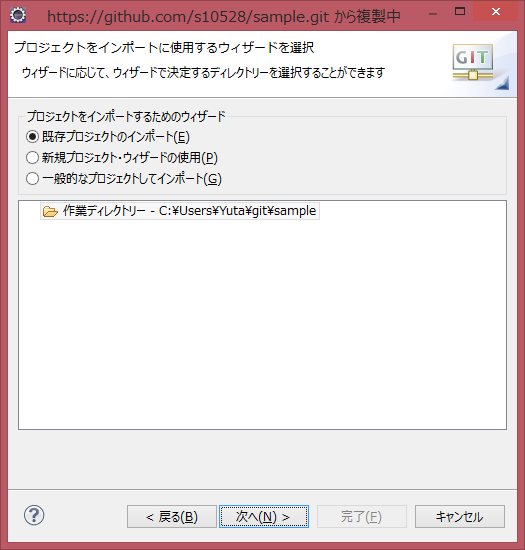 https://github.com/s10528/sample.git から複製中
プロジェクトをインポートに使用するウィザードを選択
ウィザードに応じて、ウィザードで決定するディレクトリーを選択することができます
GIT
プロジェクトをインポートするためのウィザード
既存プロジェクトのインポート(E)
新規プロジェクト・ウィザードの使用(P)
一般的なプロジェクトしてインポート(G)
作業ディレクトリー - C:¥Users¥Yuta¥git¥sample
?
< 戻る(B) 次へ(N) > 完了(F) キャンセル